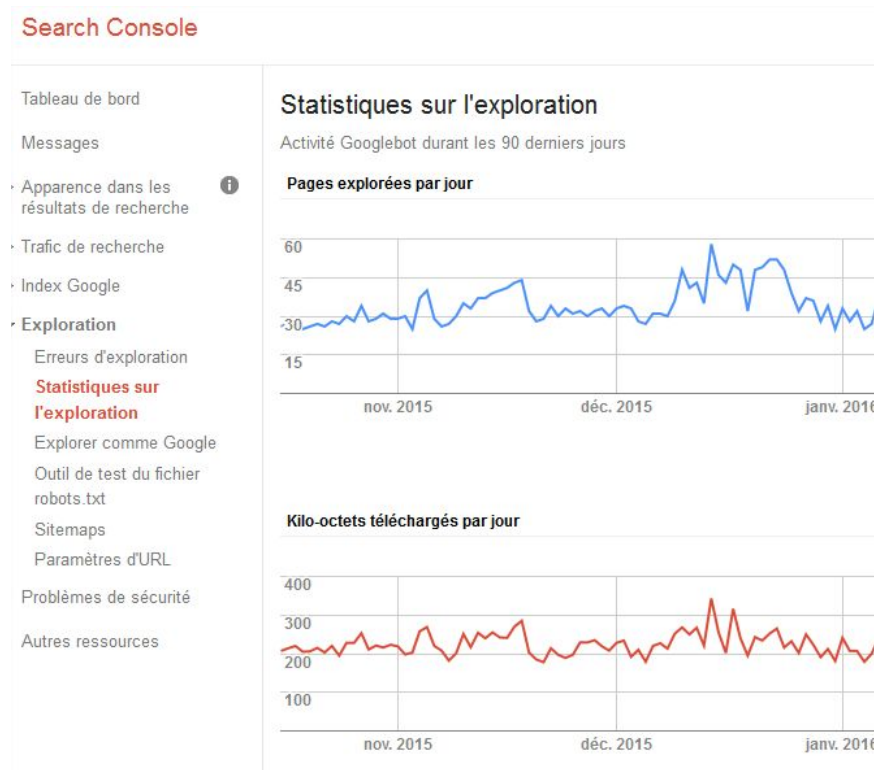 Search Console
Tableau de bord
Messages
Apparence dans les
résultats de recherche
Trafic de recherche
Index Google
Exploration
Erreurs d'exploration
Statistiques sur
l'exploration
Explorer comme Google
Outil de test du fichier
robots.txt
Sitemaps
Paramètres d'URL
Problèmes de sécurité
Autres ressources
Statistiques sur l'exploration
Activité Googlebot durant les 90 derniers jours
Pages explorées par jour
60
45
30
15
nov. 2015 déc. 2015 janv. 2016
Kilo-octets téléchargés par jour
400
300
200
100
nov. 2015 déc. 2015 janv. 2016